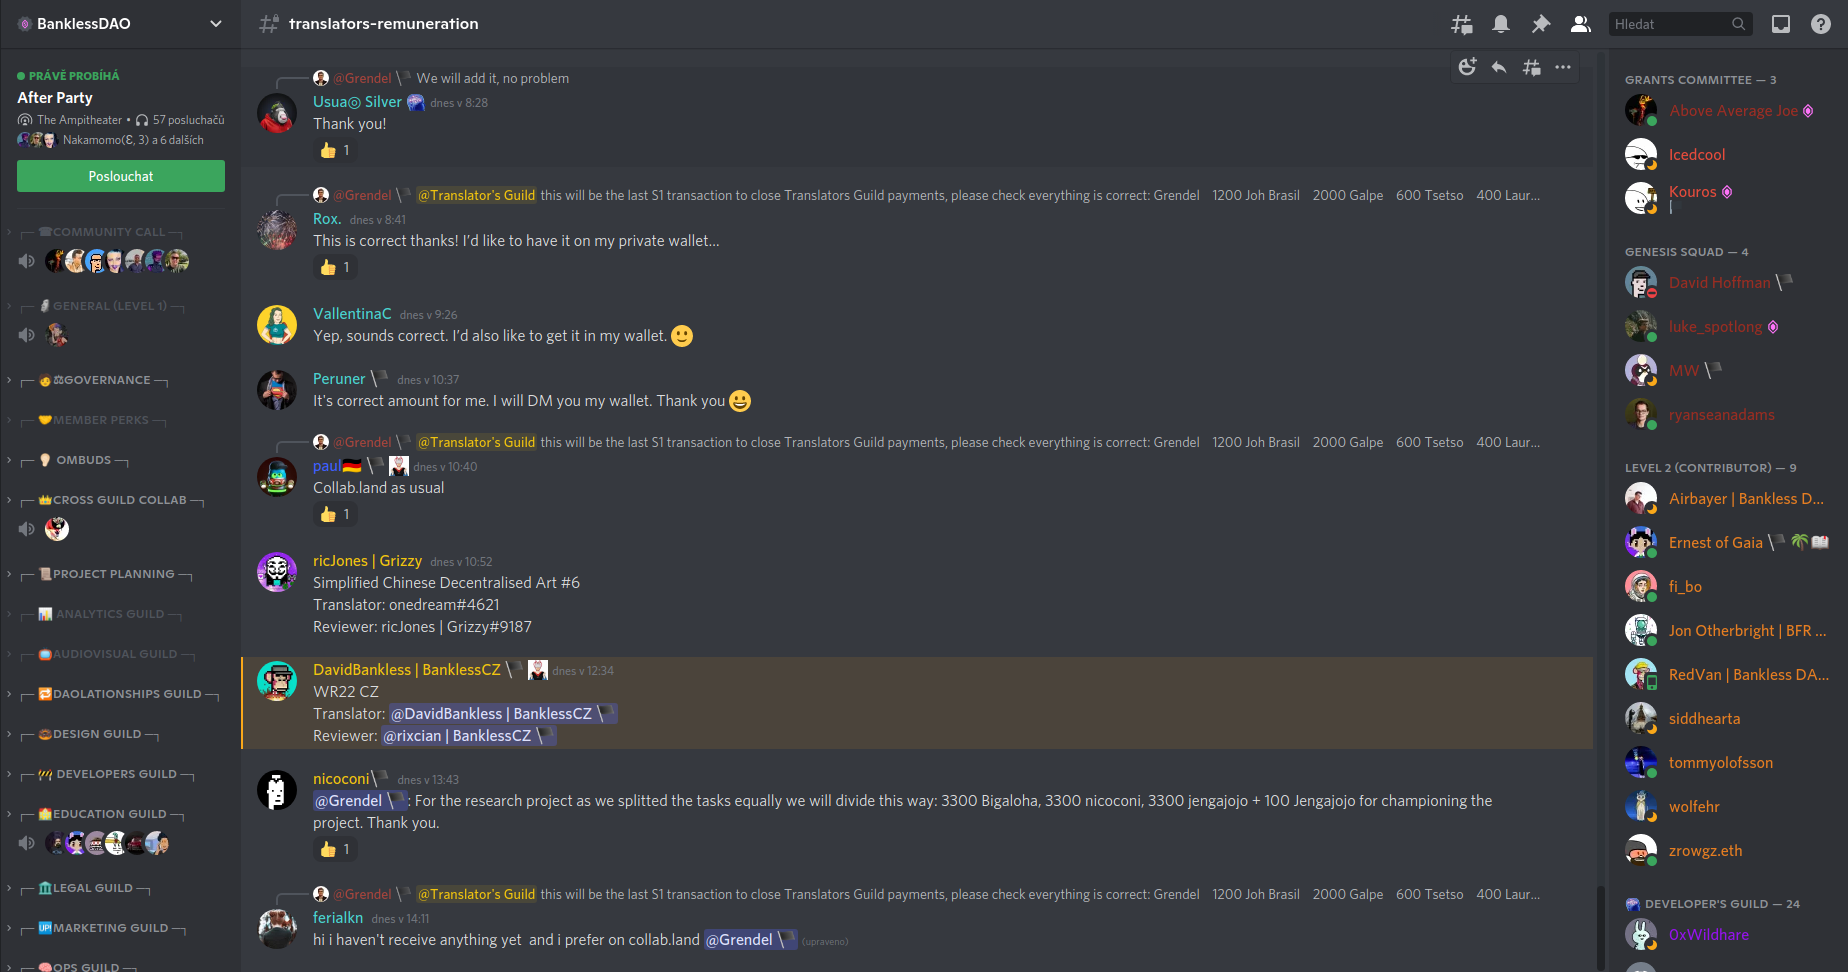 BanklessDAO
translators-remuneration
Hledat
PRÁVĚ PROBÍHÁ
After Party
The Ampitheater • 57 posluchačů
Nakamomo(Ɛ, 3) a 6 dalších
Poslouchat
COMMUNITY CALL
GENERAL (LEVEL 1)
GOVERNANCE
MEMBER PERKS
OMBUDS
CROSS GUILD COLLAB
PROJECT PLANNING
ANALYTICS GUILD
AUDIOVISUAL GUILD
DAOLATIONSHIPS GUILD
DESIGN GUILD
DEVELOPERS GUILD
EDUCATION GUILD
LEGAL GUILD
MARKETING GUILD
OPS GUILD
@Grendel We will add it, no problem
Usua◎ Silver dnes v 8:28
Thank you!
1
@Grendel @Translator's Guild this will be the last S1 transaction to close Translators Guild payments, please check everything is correct: Grendel 1200 Joh Brasil 2000 Galpe 600 Tsetso 400 Laur...
Rox. dnes v 8:41
This is correct thanks! I'd like to have it on my private wallet...
1
VallentinaC dnes v 9:26
Yep, sounds correct. I'd also like to get it in my wallet. 🙂
Peruner dnes v 10:37
It's correct amount for me. I will DM you my wallet. Thank you 😀
@Grendel @Translator's Guild this will be the last S1 transaction to close Translators Guild payments, please check everything is correct: Grendel 1200 Joh Brasil 2000 Galpe 600 Tsetso 400 Laur...
paul dnes v 10:40
Collab.land as usual
1
ricJones | Grizzy dnes v 10:52
Simplified Chinese Decentralised Art #6
Translator: onedream#4621
Reviewer: ricJones | Grizzy#9187
DavidBankless | BanklessCZ dnes v 12:34
WR22 CZ
Translator: @DavidBankless | BanklessCZ
Reviewer: @rixcian | BanklessCZ
nicoconi dnes v 13:43
@Grendel : For the research project as we splitted the tasks equally we will divide this way: 3300 Bigaloha, 3300 nicoconi, 3300 jengajojo + 100 Jengajojo for championing the
project. Thank you.
1
@Grendel @Translator's Guild this will be the last S1 transaction to close Translators Guild payments, please check everything is correct: Grendel 1200 Joh Brasil 2000 Galpe 600 Tsetso 400 Laur...
ferialkn dnes v 14:11
hi i haven't receive anything yet and i prefer on collab.land @Grendel (upraveno)
GRANTS COMMITTEE — 3
Above Average Joe
Icedcool
Kouros
GENESIS SQUAD — 4
David Hoffman
luke_spotlong
MW
ryanseanadams
LEVEL 2 (CONTRIBUTOR) — 9
Airbayer | Bankless D...
Ernest of Gaia
fi_bo
Jon Otherbright | BFR ...
RedVan | Bankless DA...
siddhearta
tommyolofsson
wolfehr
zrowgz.eth
DEVELOPER'S GUILD — 24
0xWildhare